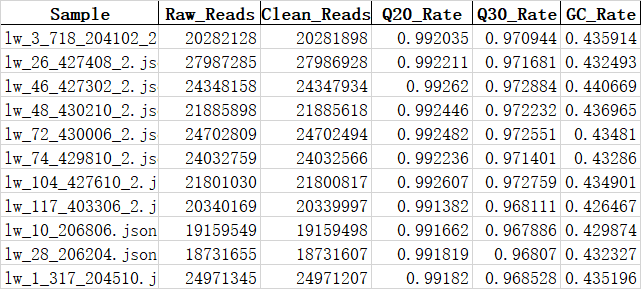 Sample Raw_Reads Clean_Reads Q20_Rate Q30_Rate GC_Rate
lw_3_718_204102_2 20282128 20281898 0.992035 0.970944 0.435914
lw_26_427408_2.js 27987285 27986928 0.992211 0.971681 0.432493
lw_46_427302_2.js 24348158 24347934 0.99262 0.972884 0.440669
lw_48_430210_2.js 21885898 21885618 0.992446 0.972232 0.436965
lw_72_430006_2.js 24702809 24702494 0.992482 0.972551 0.43481
lw_74_429810_2.js 24032759 24032566 0.992236 0.971401 0.43286
lw_104_427610_2.j 21801030 21800817 0.992607 0.972759 0.434901
lw_117_403306_2.j 20340169 20339997 0.991382 0.968111 0.426467
lw_10_206806.json 19159549 19159498 0.991662 0.967886 0.429874
lw_28_206204.json 18731655 18731607 0.991819 0.96807 0.432327
lw_1_317_204510.j 24971345 24971207 0.99182 0.968528 0.435196